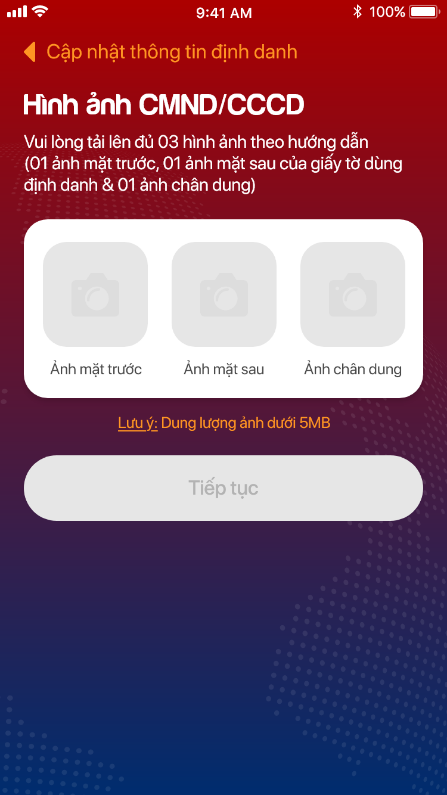 9:41 AM 100%
Cập nhật thông tin định danh
Hình ảnh CMND/CCCD
Vui lòng tải lên đủ 03 hình ảnh theo hướng dẫn
(01 ảnh mặt trước, 01 ảnh mặt sau của giấy tờ dùng
định danh & 01 ảnh chân dung)
Ảnh mặt trước Ảnh mặt sau Ảnh chân dung
Lưu ý: Dung lượng ảnh dưới 5MB
Tiếp tục